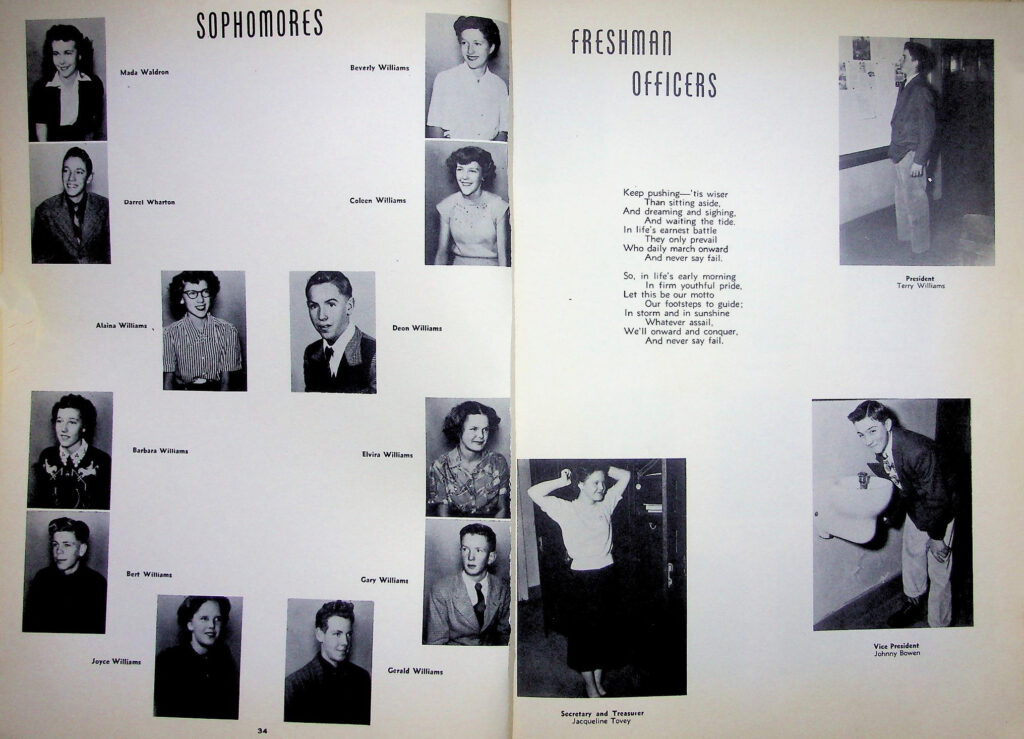 SOPHOMORES
Mada Waldron
Beverly Williams
Darrel Wharton
Coleen Williams
Alaina Williams
Deon Williams
Barbara Williams
Elvira Williams
Bert Williams
Gary Williams
Joyce Williams
Gerald Williams
34
FRESHMAN
OFFICERS
Keep pushing—'tis wiser
Than sitting aside,
And dreaming and sighing,
And waiting the tide.
In life's earnest battle
They only prevail
Who daily march onward
And never say fail.
So, in life's early morning
In firm youthful pride,
Let this be our motto
Our footsteps to guide;
In storm and in sunshine
Whatever assail,
We'll onward and conquer,
And never say fail.
President
Terry Williams
Vice President
Johnny Bowen
Secretary and Treasurer
Jacqueline Tovey